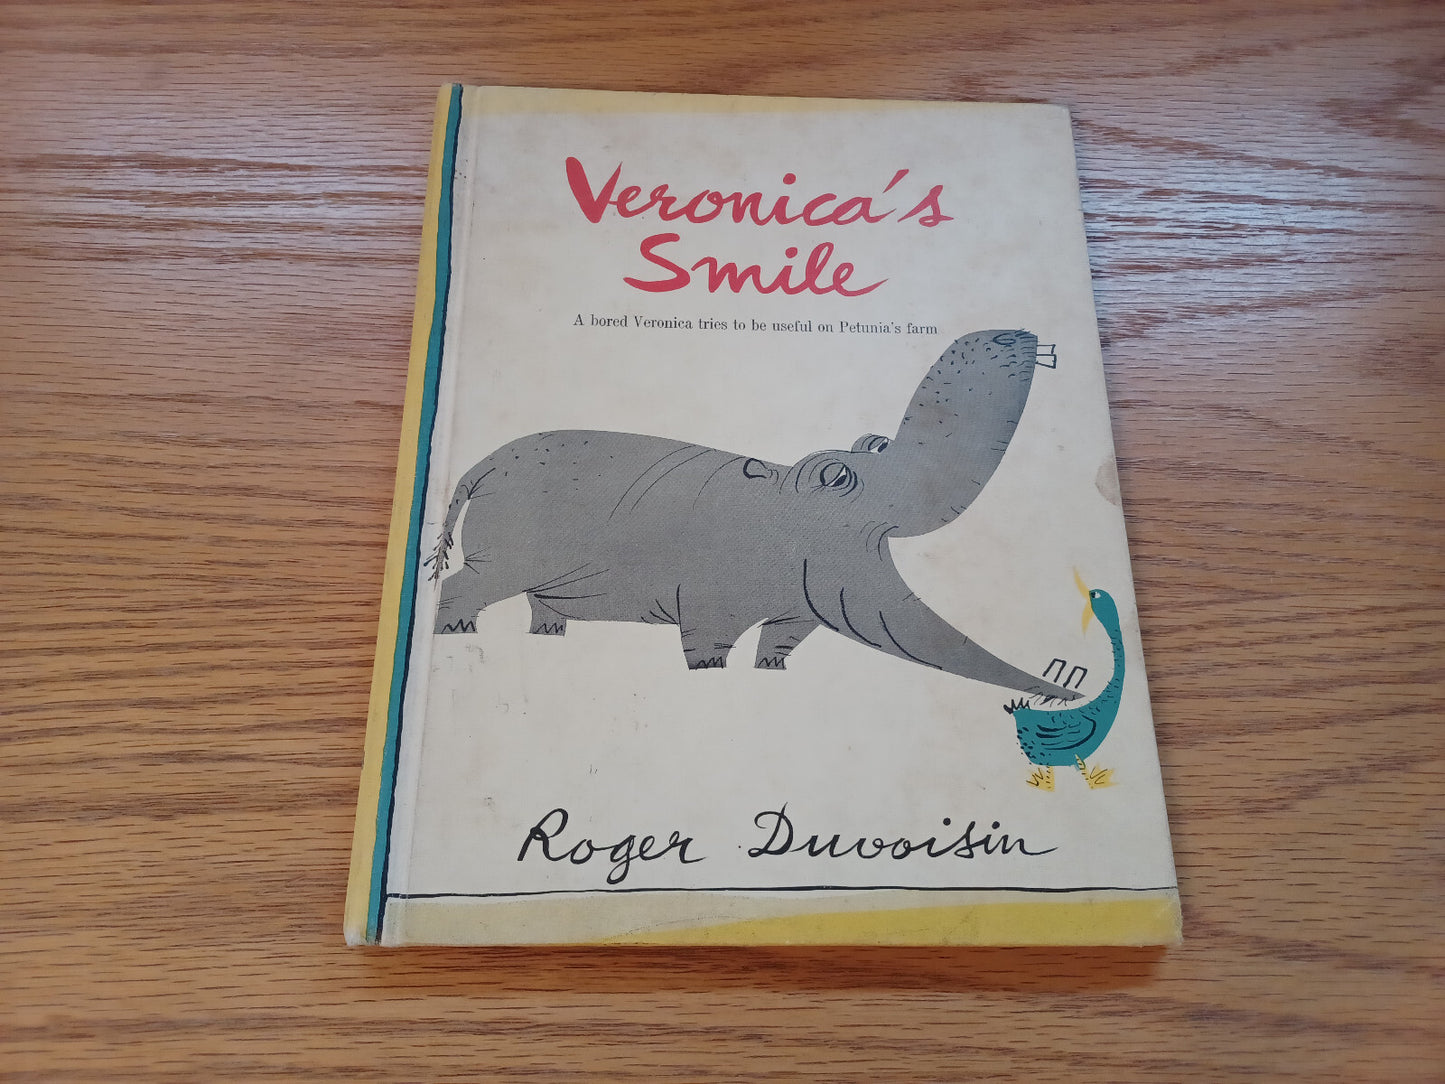 Veronica's
Smile
A bored Veronica tries to be useful on Petunia's farm
Roger Duvoisin